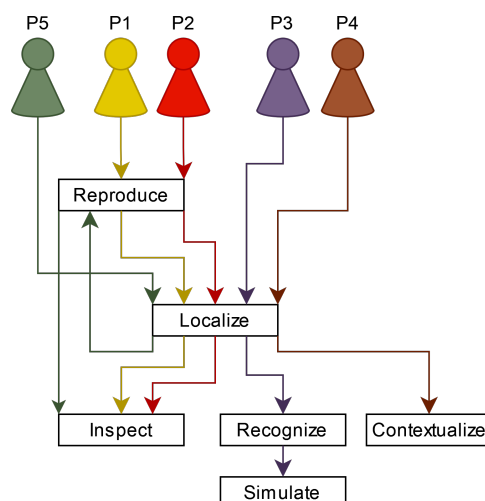 P5 P1 P2 P3 P4
Reproduce
Localize
Inspect Recognize Contextualize
Simulate